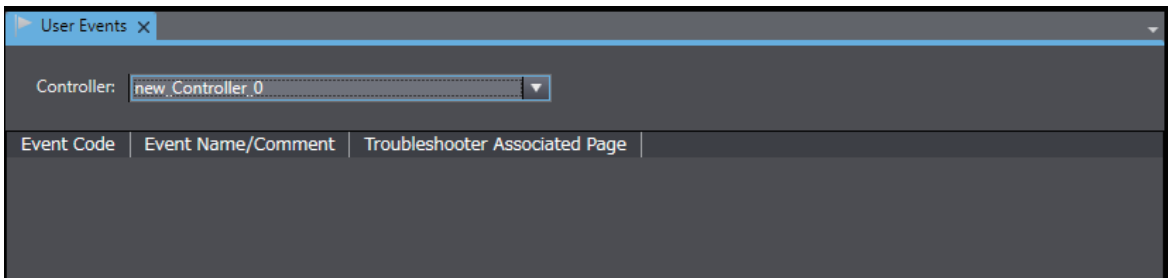 User Events
Controller: new_Controller_0
Event Code Event Name/Comment Troubleshooter Associated Page